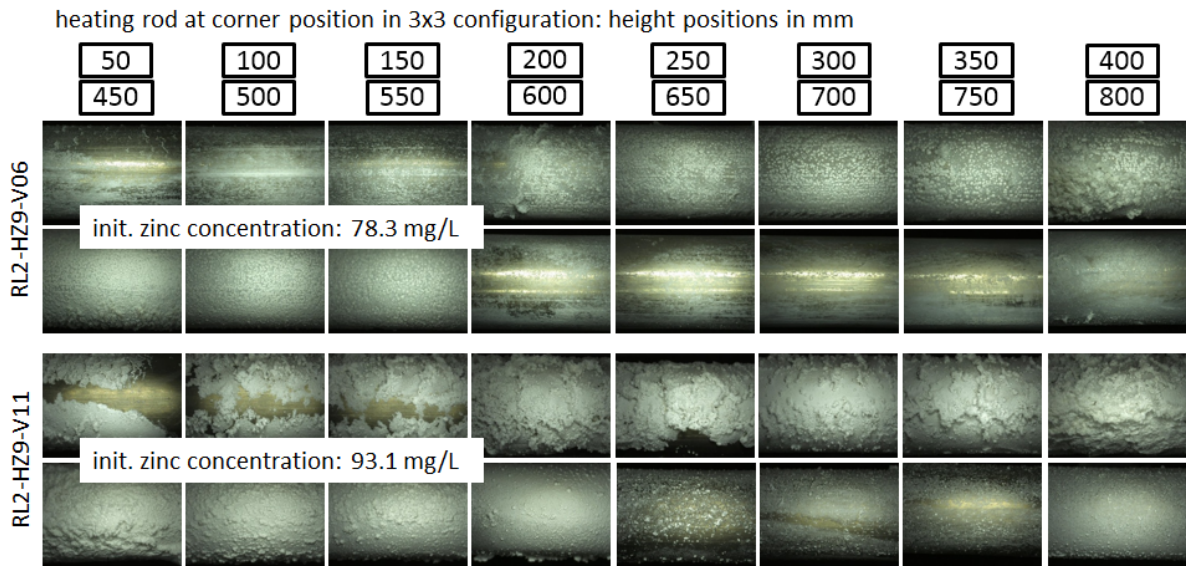 heating rod at corner position in 3x3 configuration: height positions in mm
50 100 150 200 250 300 350 400
450 500 550 600 650 700 750 800
RL2-HZ9-V06
init. zinc concentration: 78.3 mg/L
RL2-HZ9-V11
init. zinc concentration: 93.1 mg/L